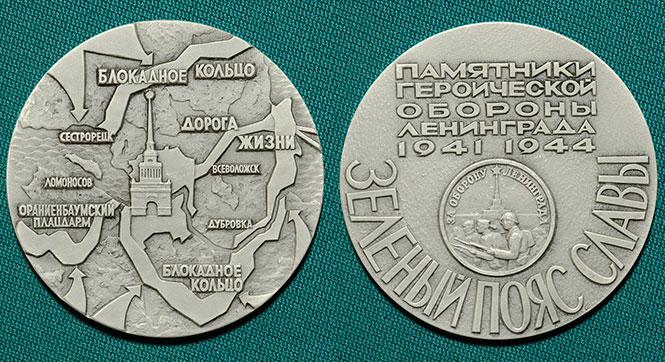 БЛОКАДНОЕ КОЛЬЦО
СЕСТРОРЕЦК
ДОРОГА
ЖИЗНИ
ЛОМОНОСОВ
ВСЕВОЛОЖСК
ОРАНИЕНБАУМСКИЙ
ПЛАЦДАРМ
ДУБРОВКА
БЛОКАДНОЕ
КОЛЬЦО
ПАМЯТНИКИ
ГЕРОИЧЕСКОЙ
ОБОРОНЫ
ЛЕНИНГРАДА
1941 1944
ЗА ОБОРОНУ ЛЕНИНГРАДА
ЗЕЛЕНЫЙ ПОЯС СЛАВЫ